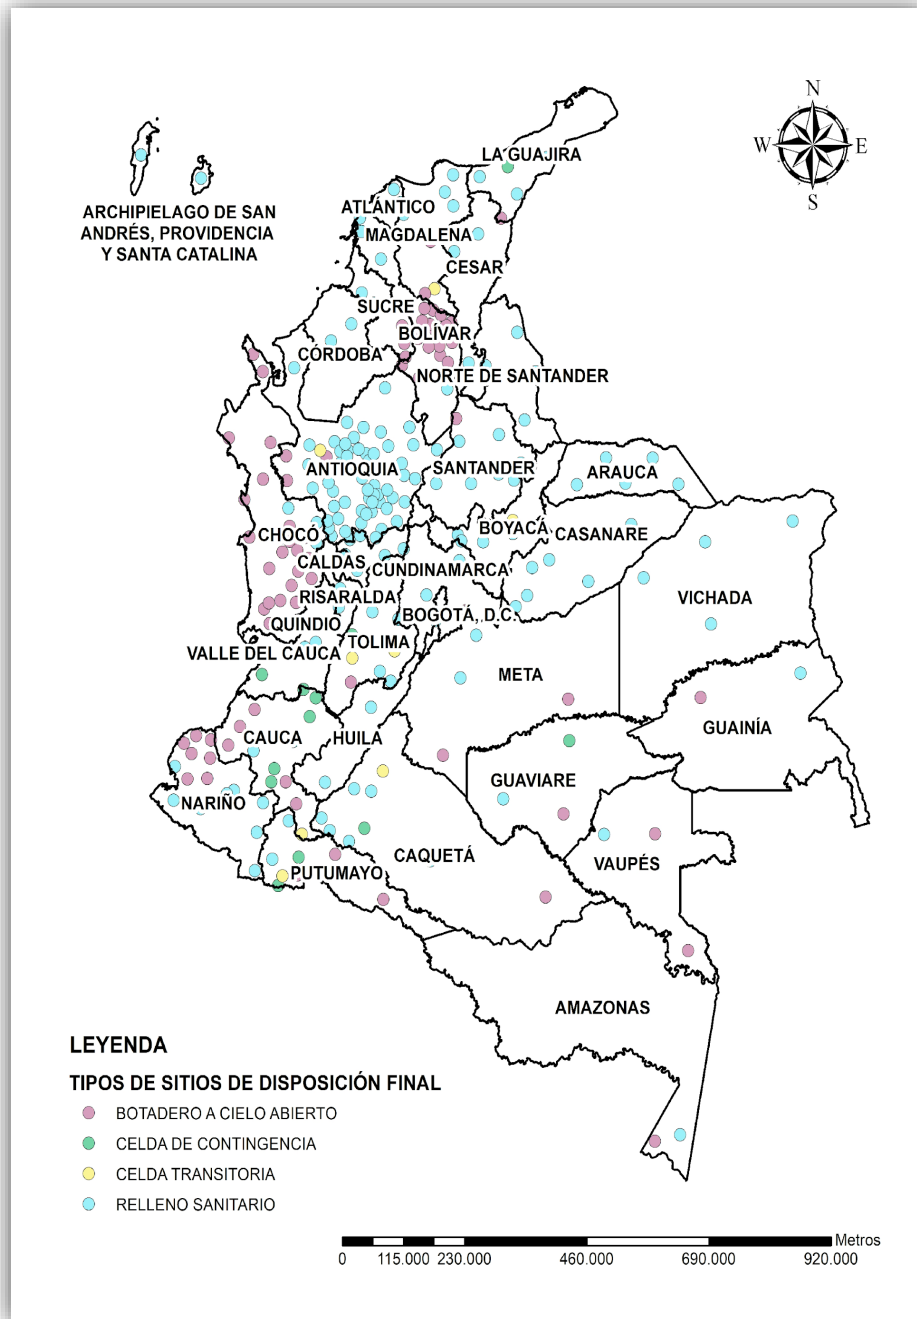 N
W
E
S
LA GUAJIRA
ATLÁNTICO
ARCHIPIELAGO DE SAN
ANDRÉS, PROVIDENCIA
Y SANTA CATALINA
MAGDALENA
CESAR
SUCRE
BOLÍVAR
CÓRDOBA
NORTE DE SANTANDER
ANTIOQUIA
SANTANDER
ARAUCA
CHOCÓ
BOYACÁ
CASANARE
CALDAS
CUNDINAMARCA
RISARALDA
VICHADA
QUINDIO
BOGOTÁ, D.C.
TOLIMA
VALLE DEL CAUCA
META
CAUCA
HUILA
GUAINÍA
GUAVIARE
NARIÑO
CAQUETÁ
VAUPÉS
PUTUMAYO
AMAZONAS
LEYENDA
TIPOS DE SITIOS DE DISPOSICIÓN FINAL
BOTADERO A CIELO ABIERTO
CELDA DE CONTINGENCIA
CELDA TRANSITORIA
RELLENO SANITARIO
Metros
0 115.000 230.000 460.000 690.000 920.000